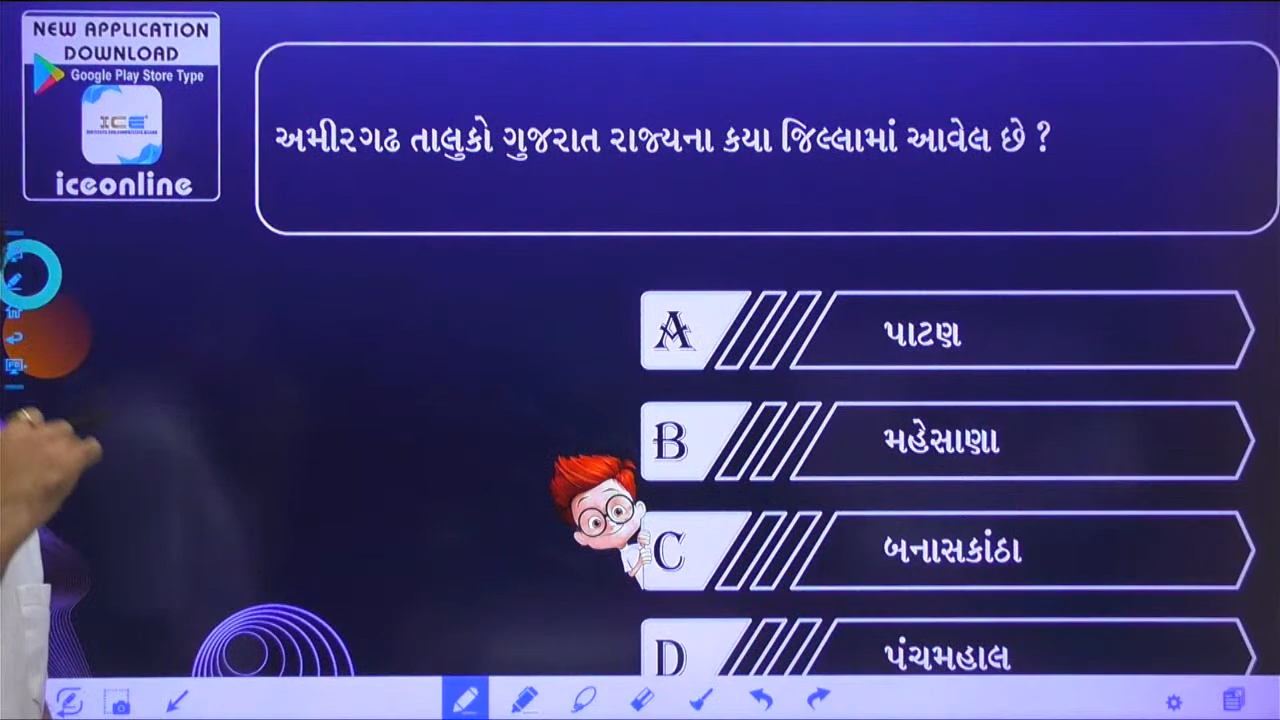 NEW APPLICATION
DOWNLOAD
Google Play Store Type
ICE
iceonline
અમીરગઢ તાલુકો ગુજરાત રાજ્યના કયા જિલ્લામાં આવેલ છે ?
A પાટણ
B મહેસાણા
C બનાસકાંઠા
D પંચમહાલ